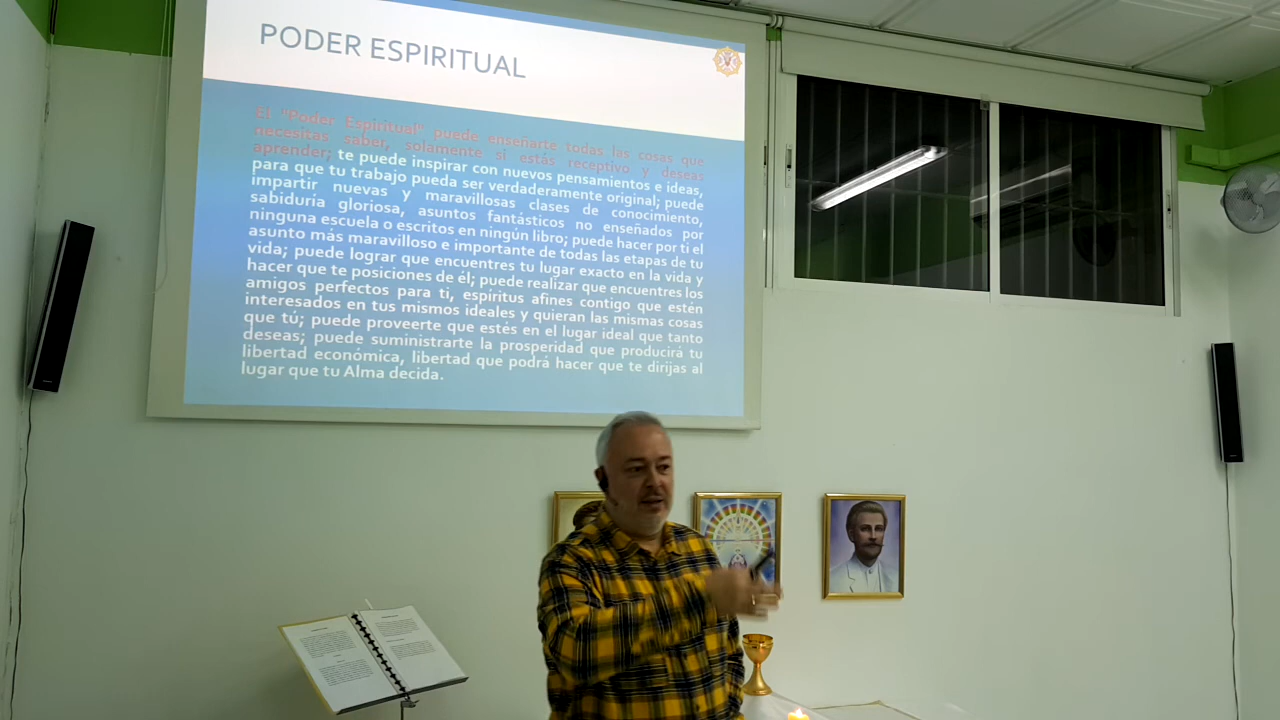 PODER ESPIRITUAL
El "Poder Espiritual" puede enseñarte todas las cosas que
necesitas saber, solamente si estás receptivo y deseas
aprender; te puede inspirar con nuevos pensamientos e ideas,
para que tu trabajo pueda ser verdaderamente original; puede
impartir nuevas y maravillosas clases de conocimiento,
sabiduría gloriosa, asuntos fantásticos no enseñados por
ninguna escuela o escritos en ningún libro; puede hacer por ti el
asunto más maravilloso e importante de todas las etapas de tu
vida; puede lograr que encuentres tu lugar exacto en la vida y
hacer que te posiciones de él; puede realizar que encuentres los
amigos perfectos para ti, espíritus afines contigo que estén
interesados en tus mismos ideales y quieran las mismas cosas
que tú; puede proveerte que estés en el lugar ideal que tanto
deseas; puede suministrarte la prosperidad que producirá tu
libertad económica, libertad que podrá hacer que te dirijas al
lugar que tu Alma decida.